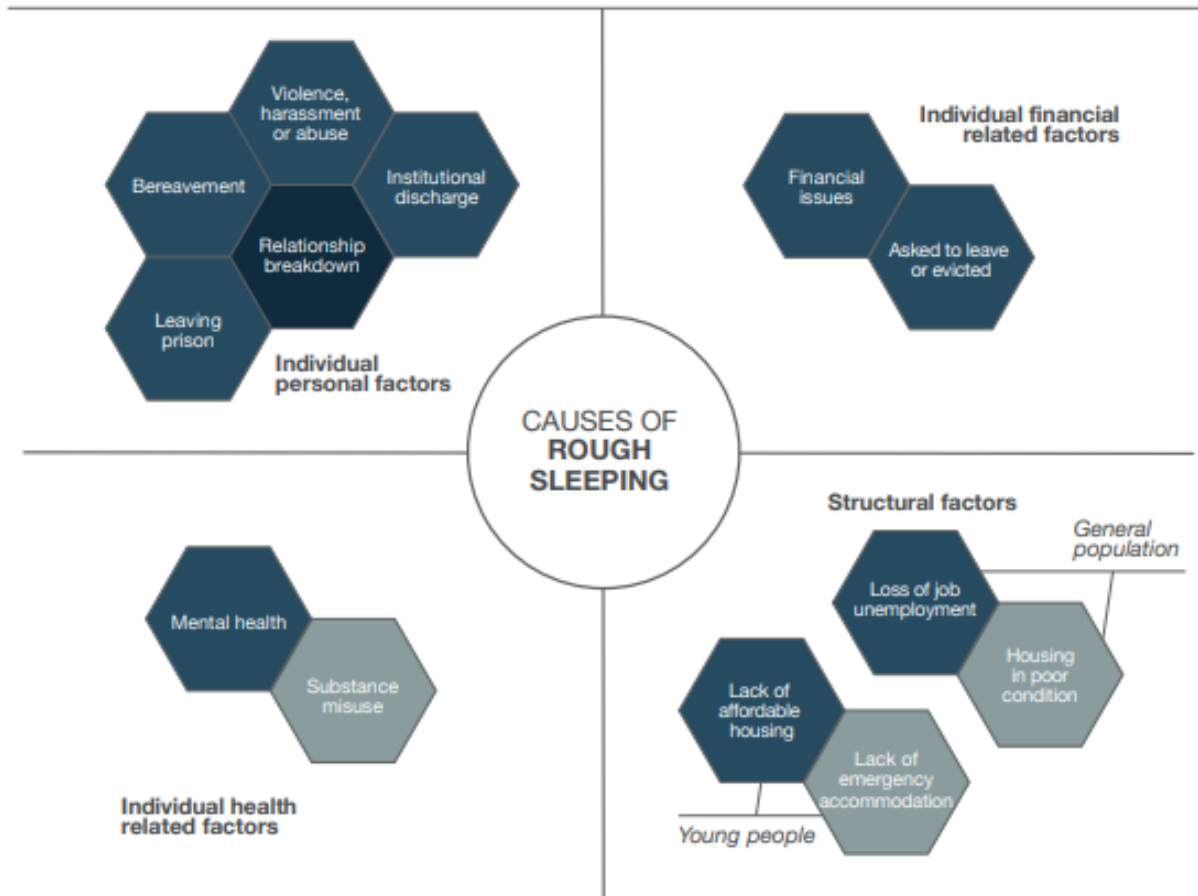 Violence,
harassment
or abuse
Bereavement
Institutional
discharge
Relationship
breakdown
Leaving
prison
Individual
personal factors
Individual financial
related factors
Financial
issues
Asked to leave
or evicted
CAUSES OF
ROUGH
SLEEPING
Mental health
Substance
misuse
Individual health
related factors
Structural factors
General
population
Loss of job
unemployment
Housing
in poor
condition
Lack of
affordable
housing
Lack of
emergency
accommodation
Young people